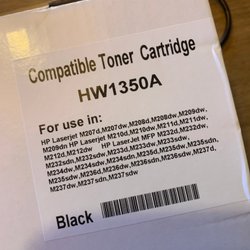 Compatible Toner Cartridge
HW1350A
For use in:
HP Laserjet M207d,M207dw,M208d,M208dw,M209dw,
M209dn HP Laserjet M210d,M210dw,M211d,M211dw,
M212d,M212dw HP Laserjet MFP M232d,M232dw,
M232sdn,M232sdw,M233d,M233dw,M233sdw,
M234dw,M234sdw,M234sdn,M235d,M235dw,M235sdn,
M235sdw,M236d,M236dw,M236sdn,M236sdw,M237d,
M237dw,M237sdn,M237sdw
Black